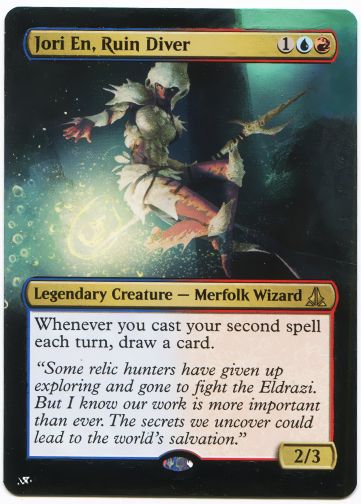 Jori En, Ruin Diver 1
Legendary Creature — Merfolk Wizard
Whenever you cast your second spell
each turn, draw a card.
“Some relic hunters have given up
exploring and gone to fight the Eldrazi.
But I know our work is more important
than ever. The secrets we uncover could
lead to the world’s salvation.”
2/3